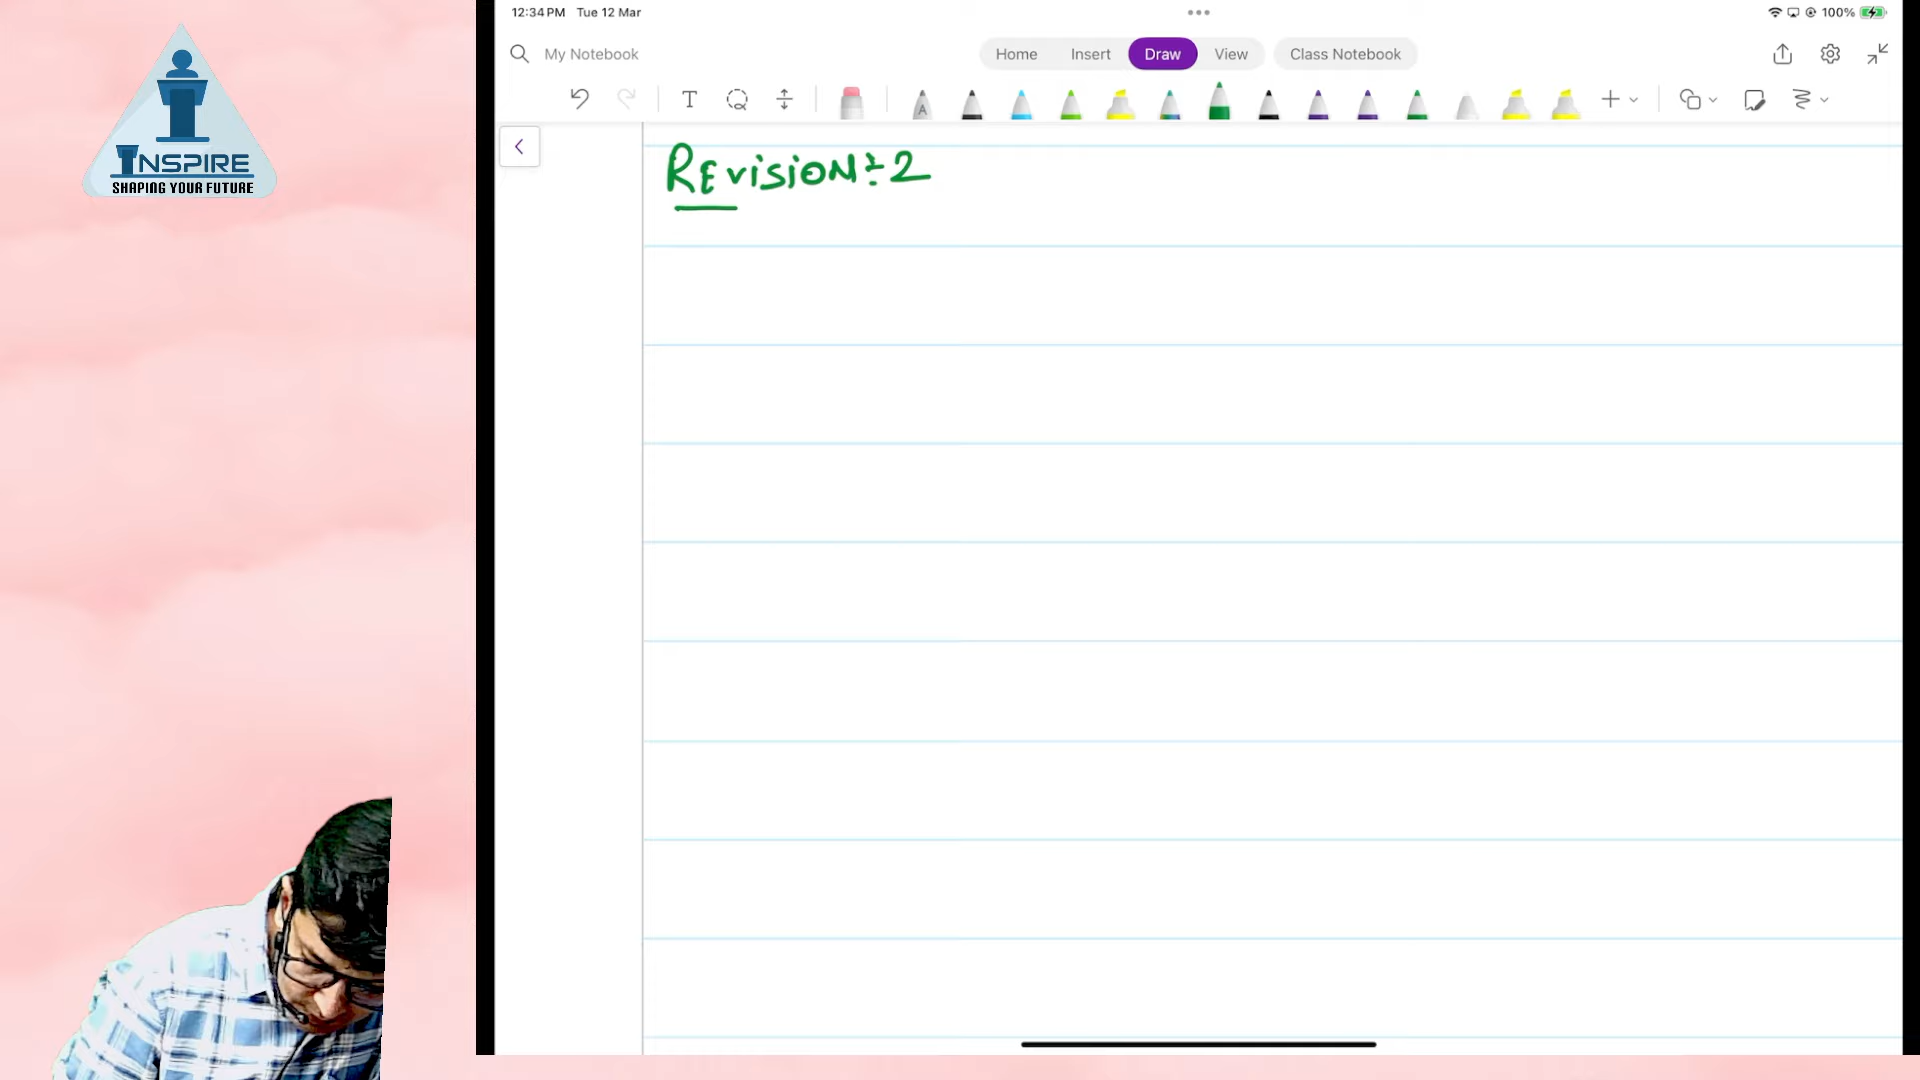 INSPIRE
SHAPING YOUR FUTURE
12:34 PM Tue 12 Mar
100%
My Notebook
Home Insert Draw View Class Notebook
T
A
REvisiON:-2